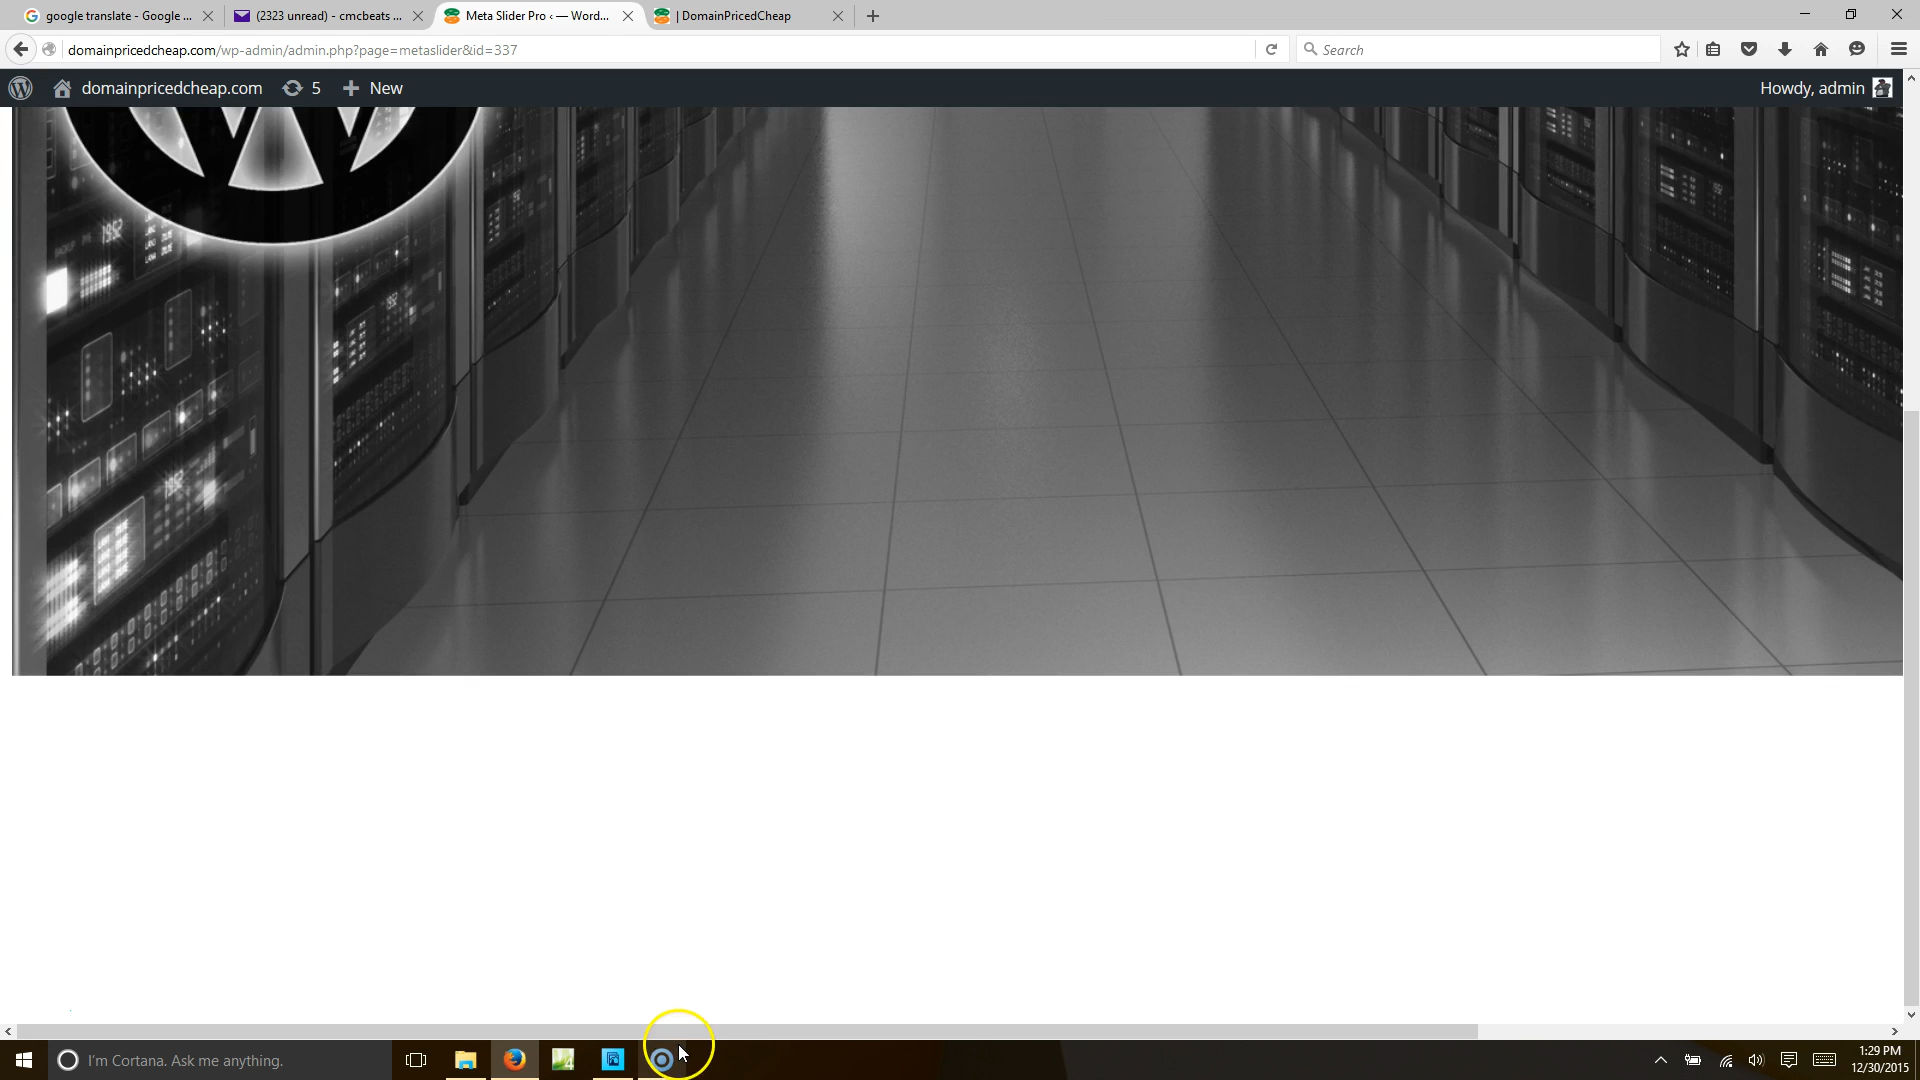 google translate - Google ...
(2323 unread) - cmcbeats ...
Meta Slider Pro ‹ — Word...
| DomainPricedCheap
domainpricedcheap.com/wp-admin/admin.php?page=metaslider&id=337
Search
domainpricedcheap.com
5
New
Howdy, admin
1952
I'm Cortana. Ask me anything.
1:29 PM
12/30/2015